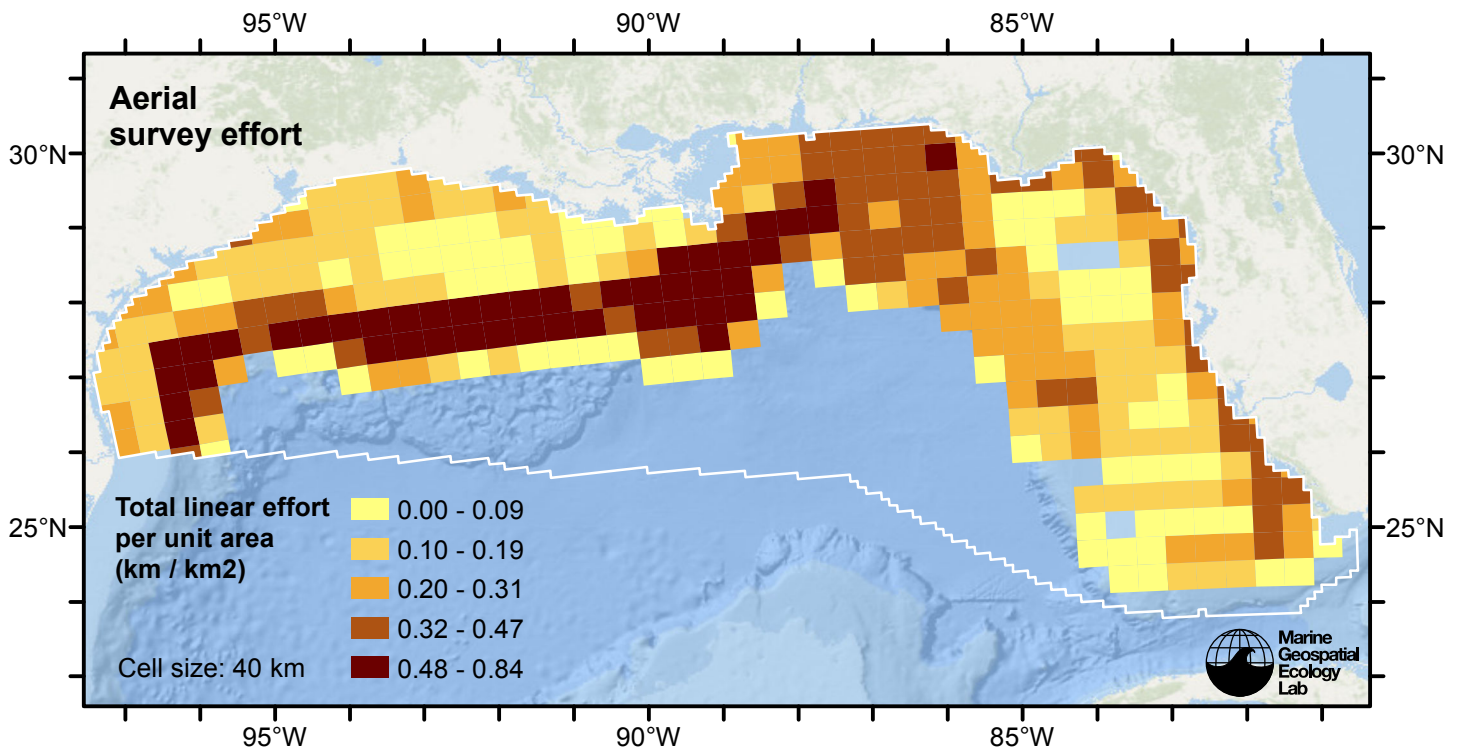 95°W 90°W 85°W
Aerial
survey effort
30°N 30°N
25°N 25°N
Total linear effort
per unit area
(km / km2)
0.00 - 0.09
0.10 - 0.19
0.20 - 0.31
0.32 - 0.47
0.48 - 0.84
Cell size: 40 km
Marine
Geospatial
Ecology
Lab
95°W 90°W 85°W